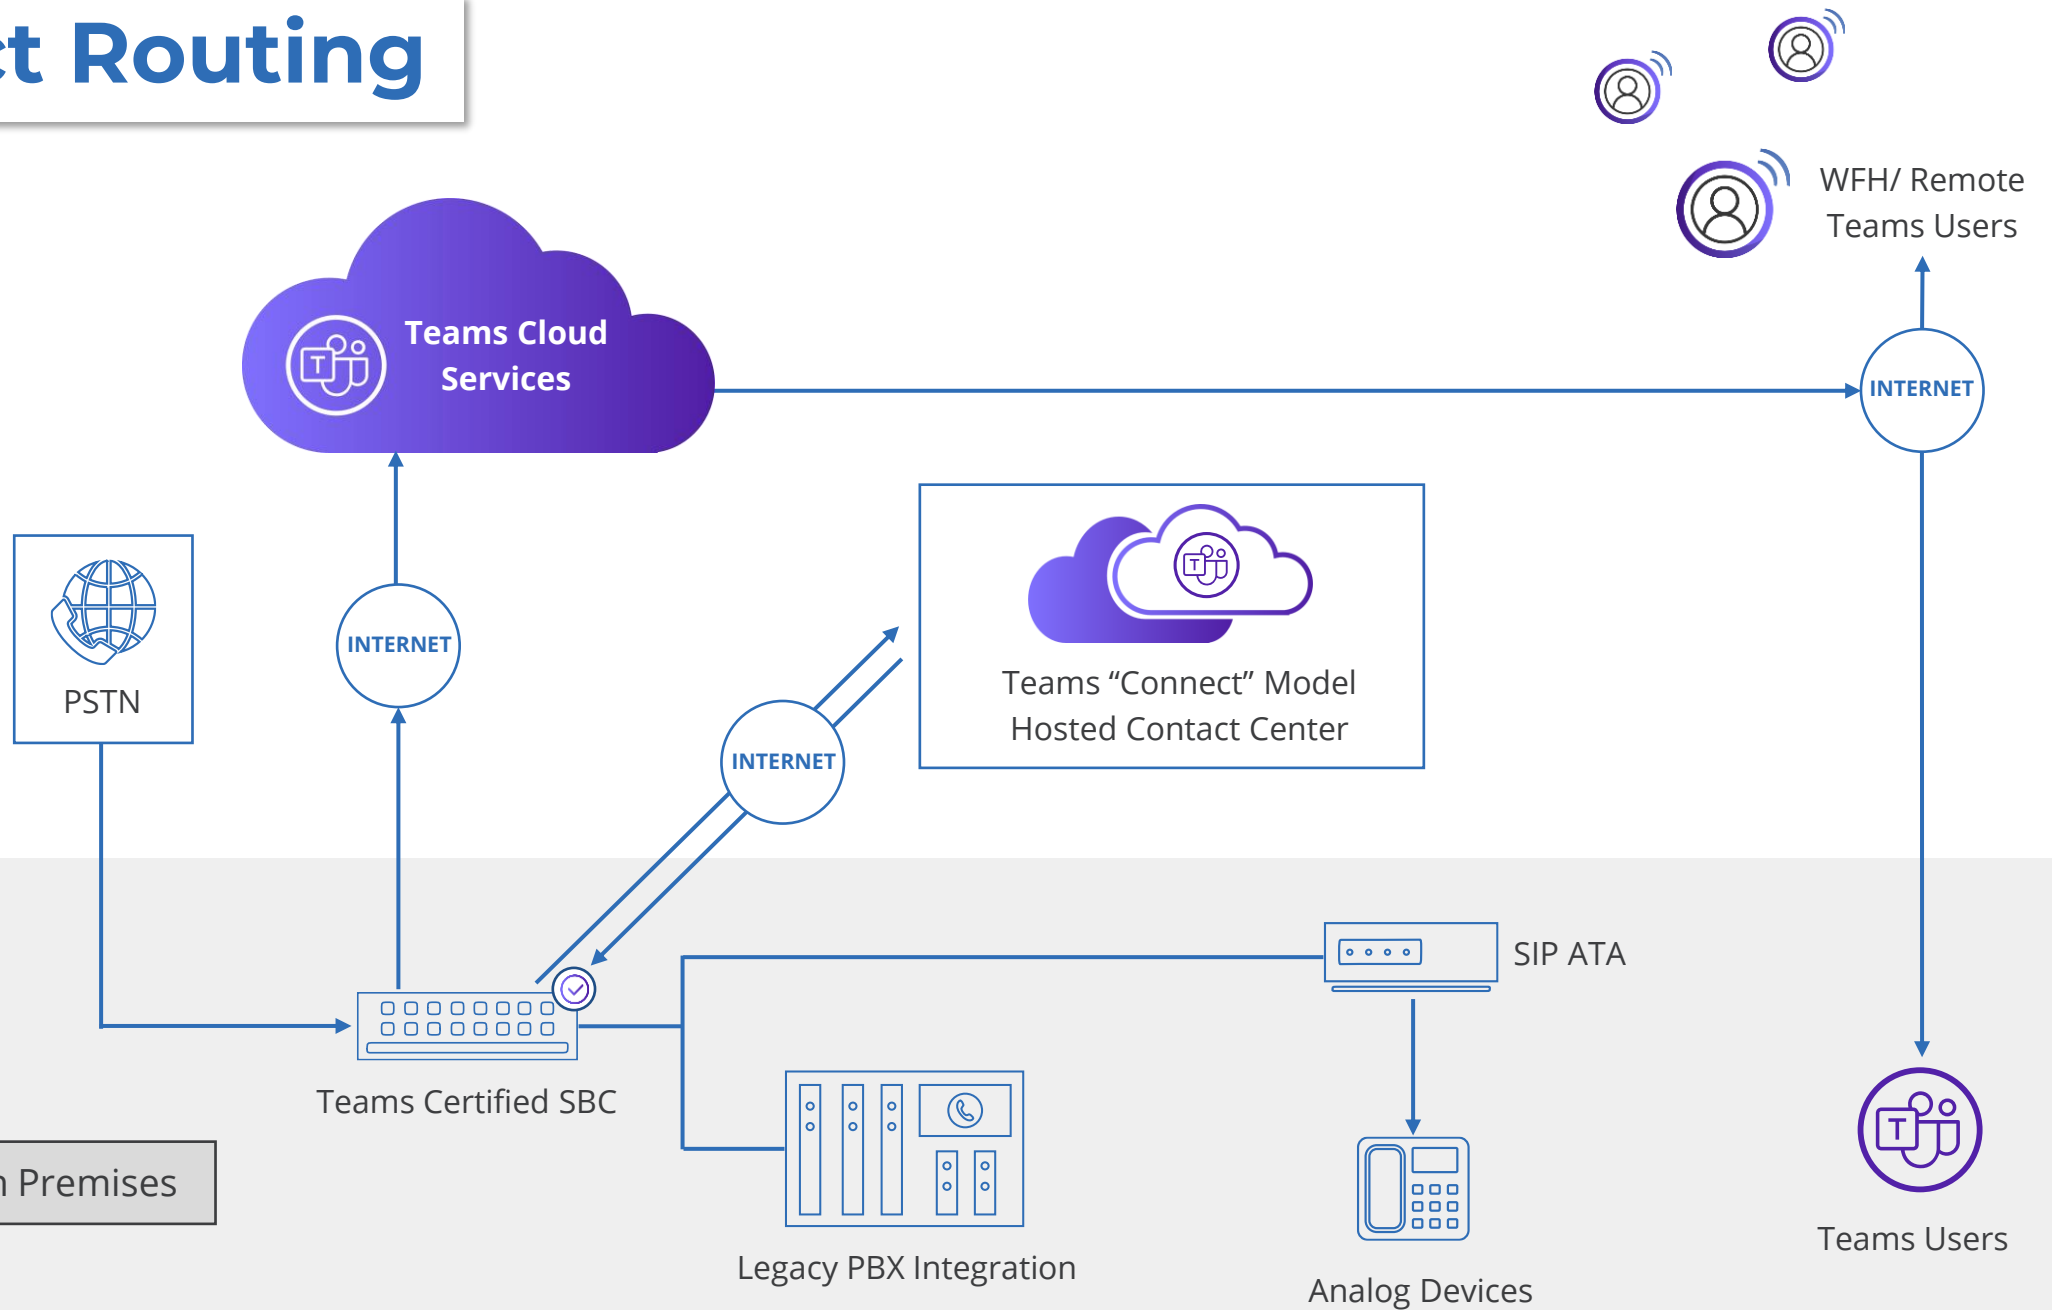 ct Routing
WFH/ Remote
Teams Users
Teams Cloud
Services
INTERNET
PSTN
INTERNET
Teams “Connect” Model
Hosted Contact Center
INTERNET
SIP ATA
Teams Certified SBC
n Premises
Legacy PBX Integration
Analog Devices
Teams Users